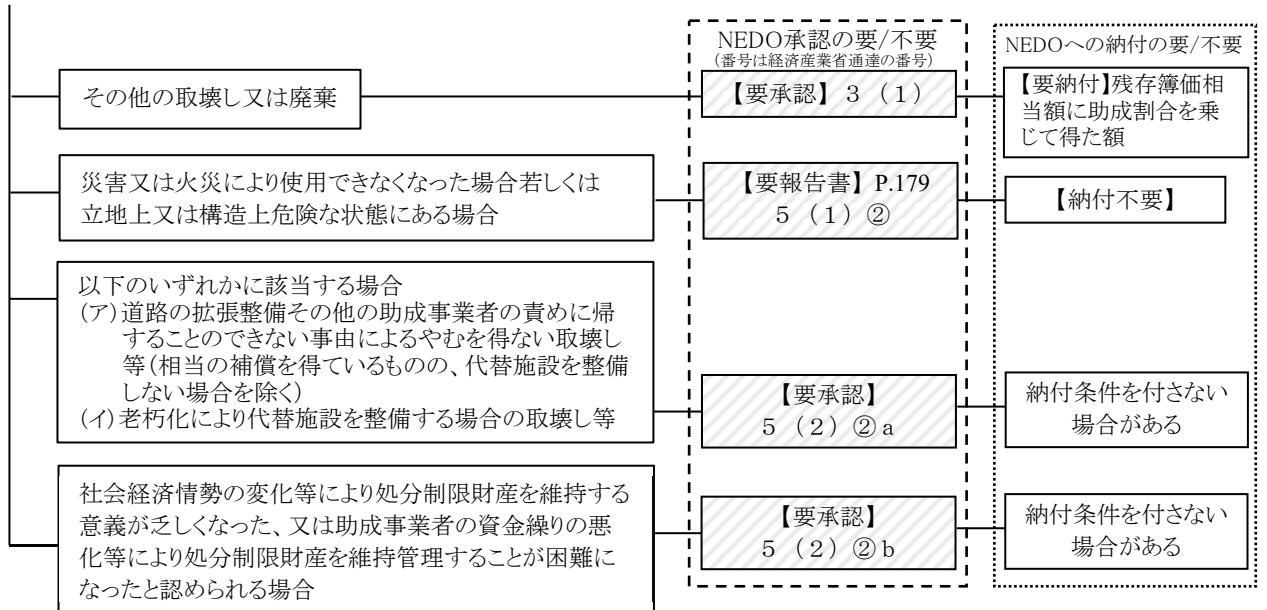 NEDO承認の要/不要
(番号は経済産業省通達の番号)
NEDOへの納付の要/不要
その他の取壊し又は廃棄
【要承認】３（１）
【要納付】残存簿価相
当額に助成割合を乗
じて得た額
災害又は火災により使用できなくなった場合若しくは
立地上又は構造上危険な状態にある場合
【要報告書】P.179
５（１）②
【納付不要】
以下のいずれかに該当する場合
(ア)道路の拡張整備その他の助成事業者の責めに帰
することのできない事由によるやむを得ない取壊し
等(相当の補償を得ているものの、代替施設を整備
しない場合を除く)
(イ)老朽化により代替施設を整備する場合の取壊し等
【要承認】
５（２）②a
納付条件を付さない
場合がある
社会経済情勢の変化等により処分制限財産を維持する
意義が乏しくなった、又は助成事業者の資金繰りの悪
化等により処分制限財産を維持管理することが困難に
なったと認められる場合
【要承認】
５（２）②b
納付条件を付さない
場合がある